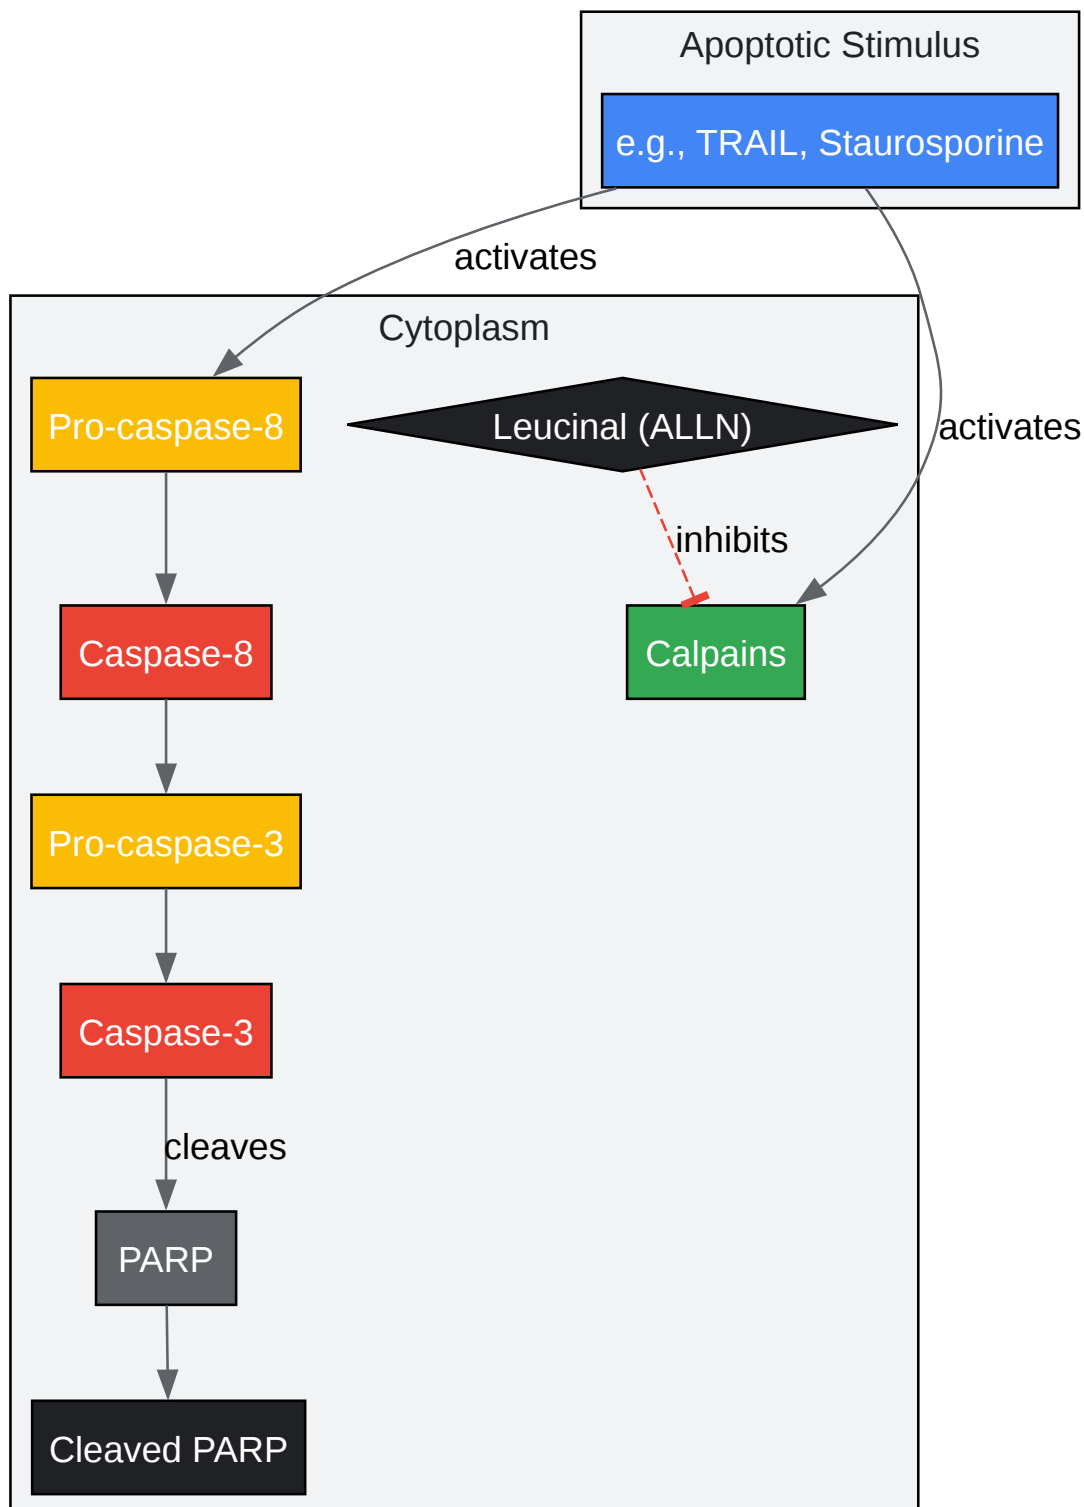 Apoptotic Stimulus
e.g., TRAIL, Staurosporine
activates
Cytoplasm
Pro-caspase-8
Leucinal (ALLN)
activates
inhibits
Caspase-8
Calpains
Pro-caspase-3
Caspase-3
cleaves
PARP
Cleaved PARP